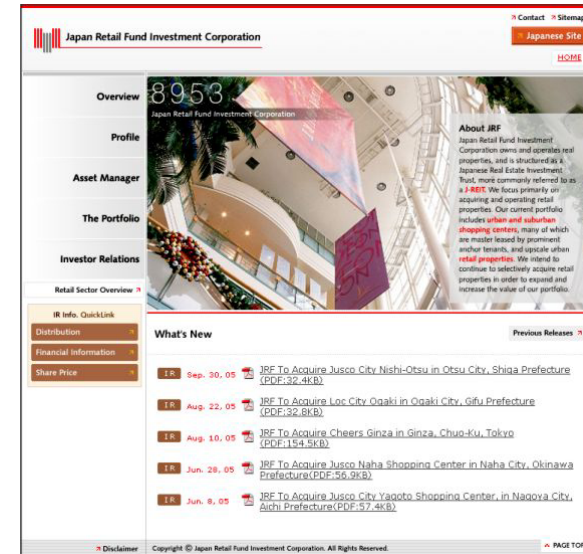 Contact Sitemap
Japan Retail Fund Investment Corporation
Japanese Site
HOME
Overview
Profile
Asset Manager
The Portfolio
Investor Relations
Retail Sector Overview
IR Info. QuickLink
Distribution
Financial Information
Share Price
8953
Japan Retail Fund Investment Corporation
About JRF
Japan Retail Fund Investment
Corporation owns and operates real
properties, and is structured as a
Japanese Real Estate Investment
Trust, more commonly referred to as
a J-REIT. We focus primarily on
acquiring and operating retail
properties. Our current portfolio
includes urban and suburban
shopping centers, many of which
are master leased by prominent
anchor tenants, and upscale urban
retail properties. We intend to
continue to selectively acquire retail
properties in order to expand and
increase the value of our portfolio.
What's New
Previous Releases
IR Sep. 30, 05 JRF To Acquire Jusco City Nishi-Otsu in Otsu City, Shiga Prefecture
(PDF:32.4KB)
IR Aug. 22, 05 JRF To Acquire Loc City Ogaki in Ogaki City, Gifu Prefecture
(PDF:32.8KB)
IR Aug. 10, 05 JRF To Acquire Cheers Ginza in Ginza, Chuo-Ku, Tokyo
(PDF:154.5KB)
IR Jun. 28, 05 JRF To Acquire Jusco Naha Shopping Center in Naha City, Okinawa
Prefecture(PDF:56.9KB)
IR Jun. 8, 05 JRF To Acquire Jusco City Yagoto Shopping Center, in Nagoya City,
Aichi Prefecture(PDF:57.4KB)
Disclaimer
Copyright © Japan Retail Fund Investment Corporation. All Rights Reserved.
PAGE TOP